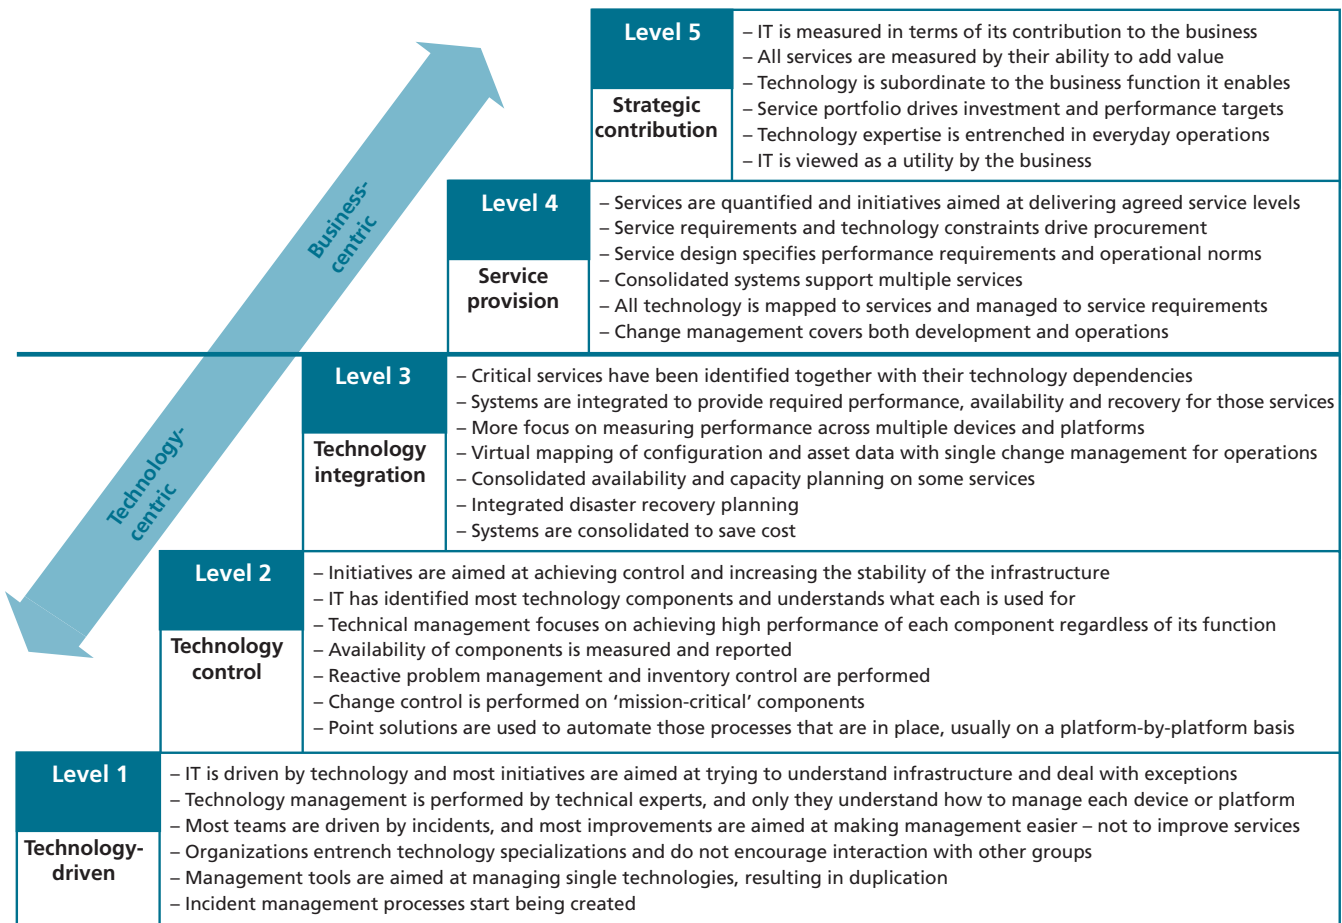 Level 5
Strategic
contribution
– IT is measured in terms of its contribution to the business
– All services are measured by their ability to add value
– Technology is subordinate to the business function it enables
– Service portfolio drives investment and performance targets
– Technology expertise is entrenched in everyday operations
– IT is viewed as a utility by the business
Business-
centric
Level 4
Service
provision
– Services are quantified and initiatives aimed at delivering agreed service levels
– Service requirements and technology constraints drive procurement
– Service design specifies performance requirements and operational norms
– Consolidated systems support multiple services
– All technology is mapped to services and managed to service requirements
– Change management covers both development and operations
Technology-
centric
Level 3
Technology
integration
– Critical services have been identified together with their technology dependencies
– Systems are integrated to provide required performance, availability and recovery for those services
– More focus on measuring performance across multiple devices and platforms
– Virtual mapping of configuration and asset data with single change management for operations
– Consolidated availability and capacity planning on some services
– Integrated disaster recovery planning
– Systems are consolidated to save cost
Level 2
Technology
control
– Initiatives are aimed at achieving control and increasing the stability of the infrastructure
– IT has identified most technology components and understands what each is used for
– Technical management focuses on achieving high performance of each component regardless of its function
– Availability of components is measured and reported
– Reactive problem management and inventory control are performed
– Change control is performed on ‘mission-critical’ components
– Point solutions are used to automate those processes that are in place, usually on a platform-by-platform basis
Level 1
Technology-
driven
– IT is driven by technology and most initiatives are aimed at trying to understand infrastructure and deal with exceptions
– Technology management is performed by technical experts, and only they understand how to manage each device or platform
– Most teams are driven by incidents, and most improvements are aimed at making management easier – not to improve services
– Organizations entrench technology specializations and do not encourage interaction with other groups
– Management tools are aimed at managing single technologies, resulting in duplication
– Incident management processes start being created